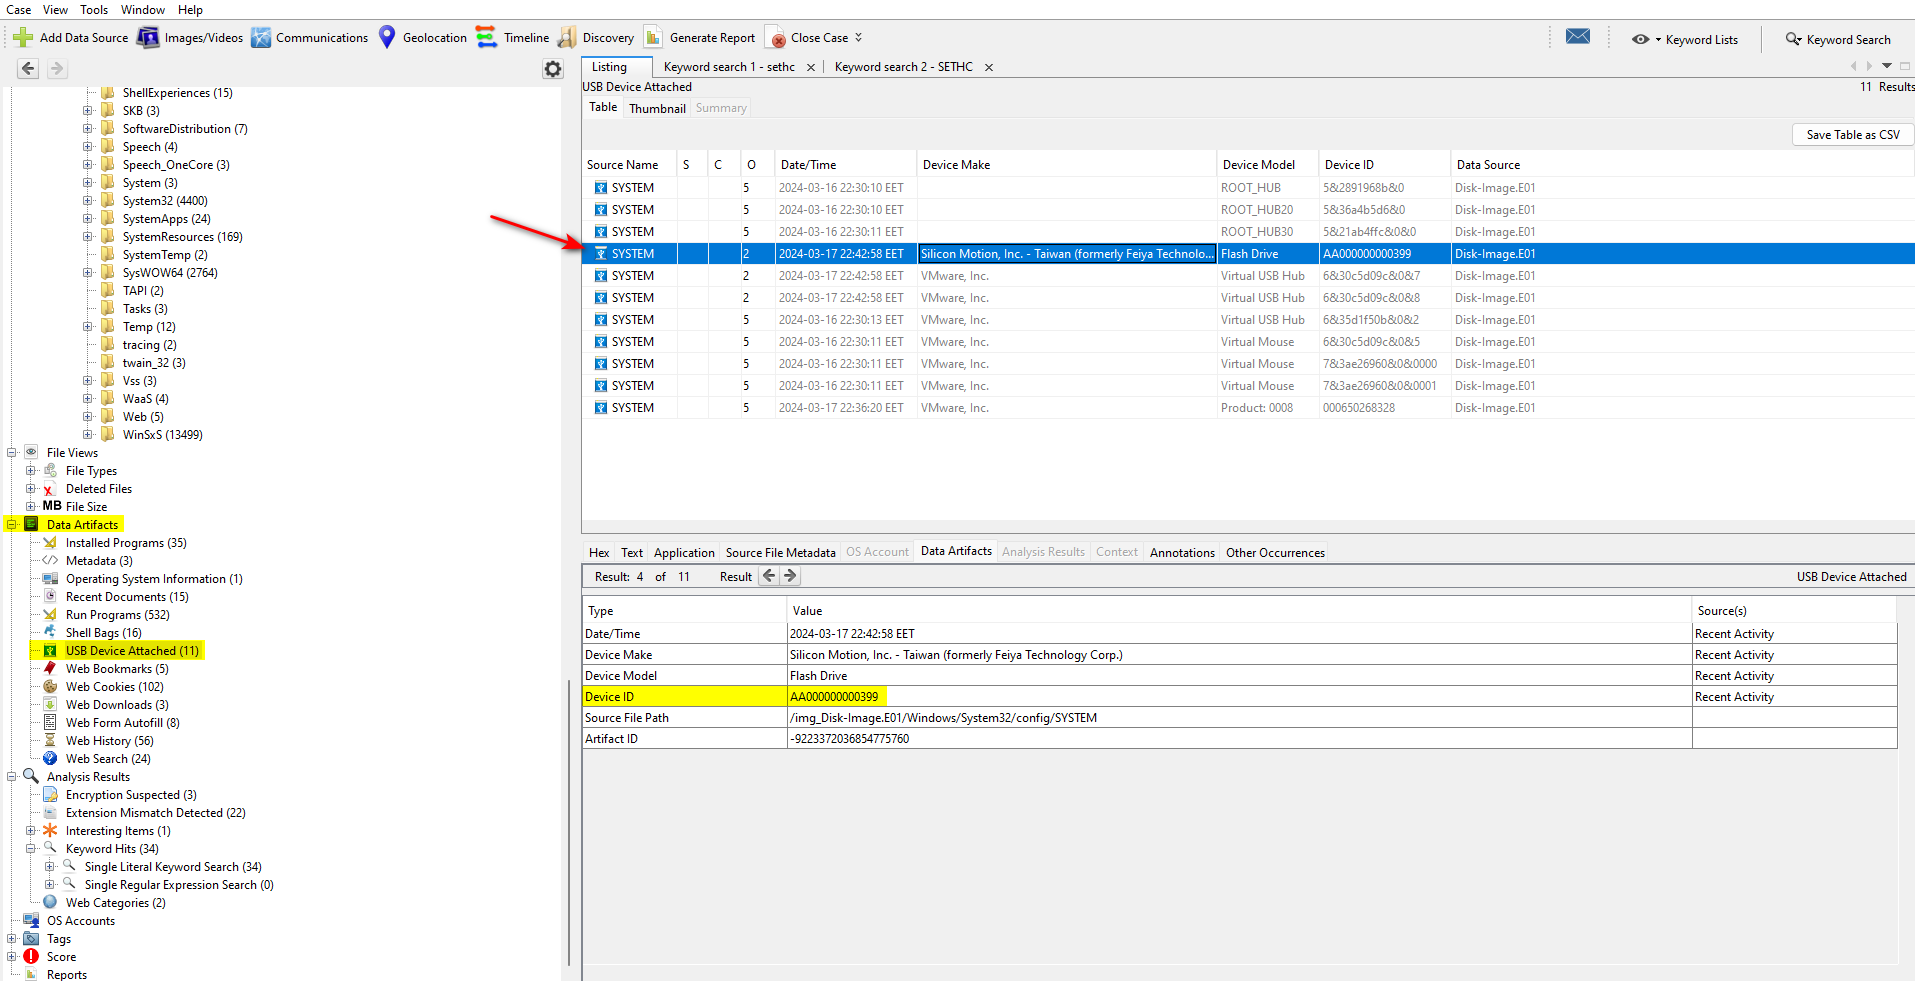 Case View Tools Window Help
Add Data Source Images/Videos Communications Geolocation Timeline Discovery Generate Report Close Case Keyword Lists Keyword Search
ShellExperiences (15)
SKB (3)
SoftwareDistribution (7)
Speech (4)
Speech_OneCore (3)
System (3)
System32 (4400)
SystemApps (24)
SystemResources (169)
SystemTemp (2)
SysWOW64 (2764)
TAPI (2)
Tasks (3)
Temp (12)
tracing (2)
twain_32 (3)
Vss (3)
WaaS (4)
Web (5)
WinSxS (13499)
File Views
File Types
Deleted Files
MB File Size
Data Artifacts
Installed Programs (35)
Metadata (3)
Operating System Information (1)
Recent Documents (15)
Run Programs (532)
Shell Bags (16)
USB Device Attached (11)
Web Bookmarks (5)
Web Cookies (102)
Web Downloads (3)
Web Form Autofill (8)
Web History (56)
Web Search (24)
Analysis Results
Encryption Suspected (3)
Extension Mismatch Detected (22)
Interesting Items (1)
Keyword Hits (34)
Single Literal Keyword Search (34)
Single Regular Expression Search (0)
Web Categories (2)
OS Accounts
Tags
Score
Reports
Listing Keyword search 1 - sethc Keyword search 2 - SETHC
USB Device Attached 11 Results
Table Thumbnail Summary
Save Table as CSV
Source Name S C O Date/Time Device Make Device Model Device ID Data Source
SYSTEM 5 2024-03-16 22:30:10 EET ROOT_HUB 5&2891968b&0 Disk-Image.E01
SYSTEM 5 2024-03-16 22:30:10 EET ROOT_HUB20 5&36a4b5d6&0 Disk-Image.E01
SYSTEM 5 2024-03-16 22:30:11 EET ROOT_HUB30 5&21ab4ffc&0&0 Disk-Image.E01
SYSTEM 2 2024-03-17 22:42:58 EET Silicon Motion, Inc. - Taiwan (formerly Feiya Technolo... Flash Drive AA000000000399 Disk-Image.E01
SYSTEM 2 2024-03-17 22:42:58 EET VMware, Inc. Virtual USB Hub 6&30c5d09c&0&7 Disk-Image.E01
SYSTEM 2 2024-03-17 22:42:58 EET VMware, Inc. Virtual USB Hub 6&30c5d09c&0&8 Disk-Image.E01
SYSTEM 5 2024-03-16 22:30:13 EET VMware, Inc. Virtual USB Hub 6&35d1f50b&0&2 Disk-Image.E01
SYSTEM 5 2024-03-16 22:30:11 EET VMware, Inc. Virtual Mouse 6&30c5d09c&0&5 Disk-Image.E01
SYSTEM 5 2024-03-16 22:30:11 EET VMware, Inc. Virtual Mouse 7&3ae26960&0&0000 Disk-Image.E01
SYSTEM 5 2024-03-16 22:30:11 EET VMware, Inc. Virtual Mouse 7&3ae26960&0&0001 Disk-Image.E01
SYSTEM 5 2024-03-17 22:36:20 EET VMware, Inc. Product: 0008 000650268328 Disk-Image.E01
Hex Text Application Source File Metadata OS Account Data Artifacts Analysis Results Context Annotations Other Occurrences
Result: 4 of 11 Result USB Device Attached
Type Value Source(s)
Date/Time 2024-03-17 22:42:58 EET Recent Activity
Device Make Silicon Motion, Inc. - Taiwan (formerly Feiya Technology Corp.) Recent Activity
Device Model Flash Drive Recent Activity
Device ID AA000000000399 Recent Activity
Source File Path /img_Disk-Image.E01/Windows/System32/config/SYSTEM
Artifact ID -9223372036854775760